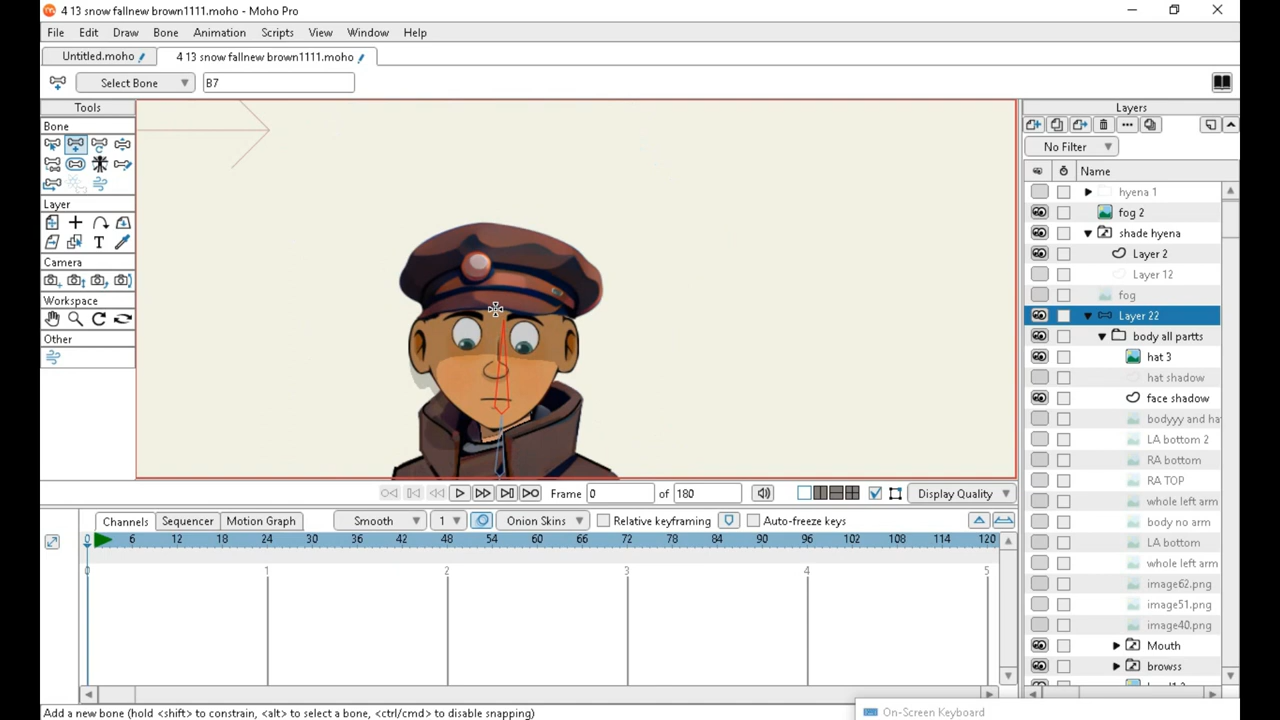 4 13 snow fallnew brown1111.moho - Moho Pro
File Edit Draw Bone Animation Scripts View Window Help
Untitled.moho 4 13 snow fallnew brown1111.moho
Select Bone B7
Tools
Bone
Layer
Camera
Workspace
Other
Layers
No Filter
Name
hyena 1
fog 2
shade hyena
Layer 2
Layer 12
fog
Layer 22
body all partts
hat 3
hat shadow
face shadow
bodyyy and ha
LA bottom 2
RA bottom
RA TOP
whole left arm
body no arm
LA bottom
whole left arm
image62.png
image51.png
image40.png
Mouth
browss
Frame 0 of 180 Display Quality
Channels Sequencer Motion Graph Smooth 1 Onion Skins Relative keyframing Auto-freeze keys
0 6 12 18 24 30 36 42 48 54 60 66 72 78 84 90 96 102 108 114 120
0 1 2 3 4 5
Add a new bone (hold <shift> to constrain, <alt> to select a bone, <ctrl/cmd> to disable snapping)
On-Screen Keyboard